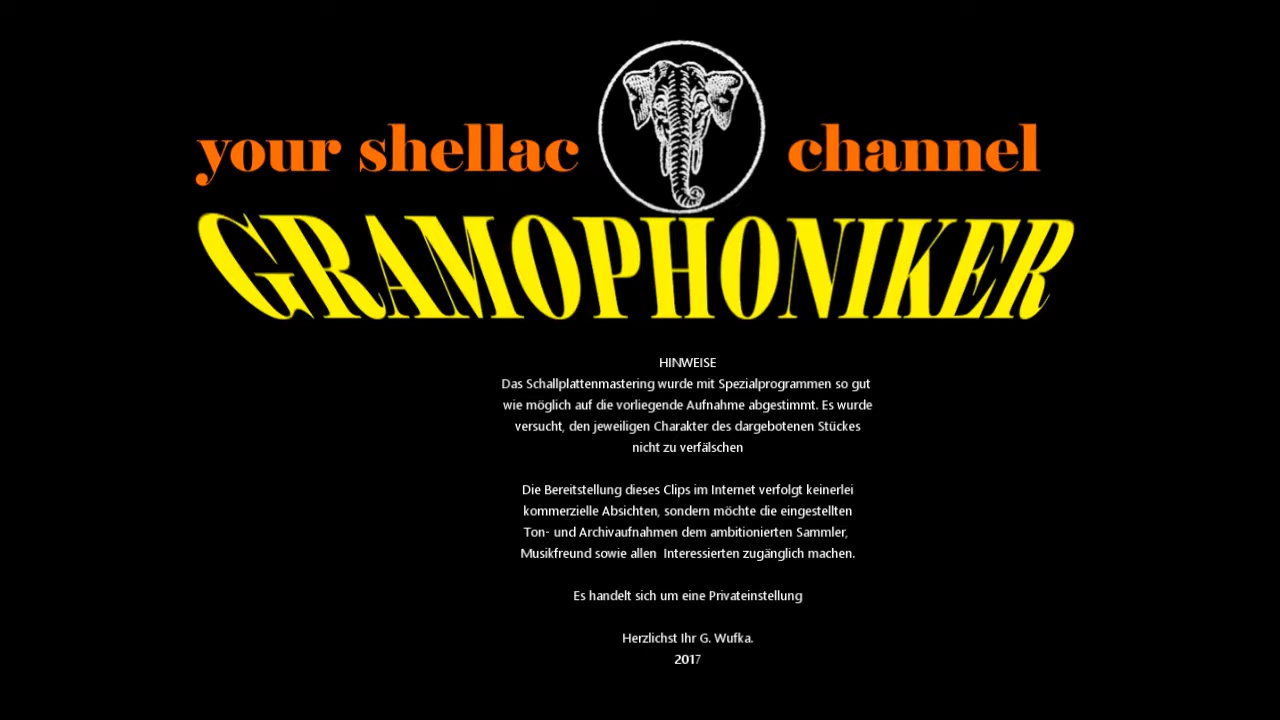 your shellac channel
GRAMOPHONIKER
HINWEISE
Das Schallplattenmastering wurde mit Spezialprogrammen so gut
wie möglich auf die vorliegende Aufnahme abgestimmt. Es wurde
versucht, den jeweiligen Charakter des dargebotenen Stückes
nicht zu verfälschen
Die Bereitstellung dieses Clips im Internet verfolgt keinerlei
kommerzielle Absichten, sondern möchte die eingestellten
Ton- und Archivaufnahmen dem ambitionierten Sammler,
Musikfreund sowie allen  Interessierten zugänglich machen.
Es handelt sich um eine Privateinstellung
Herzlichst Ihr G. Wufka.
2017